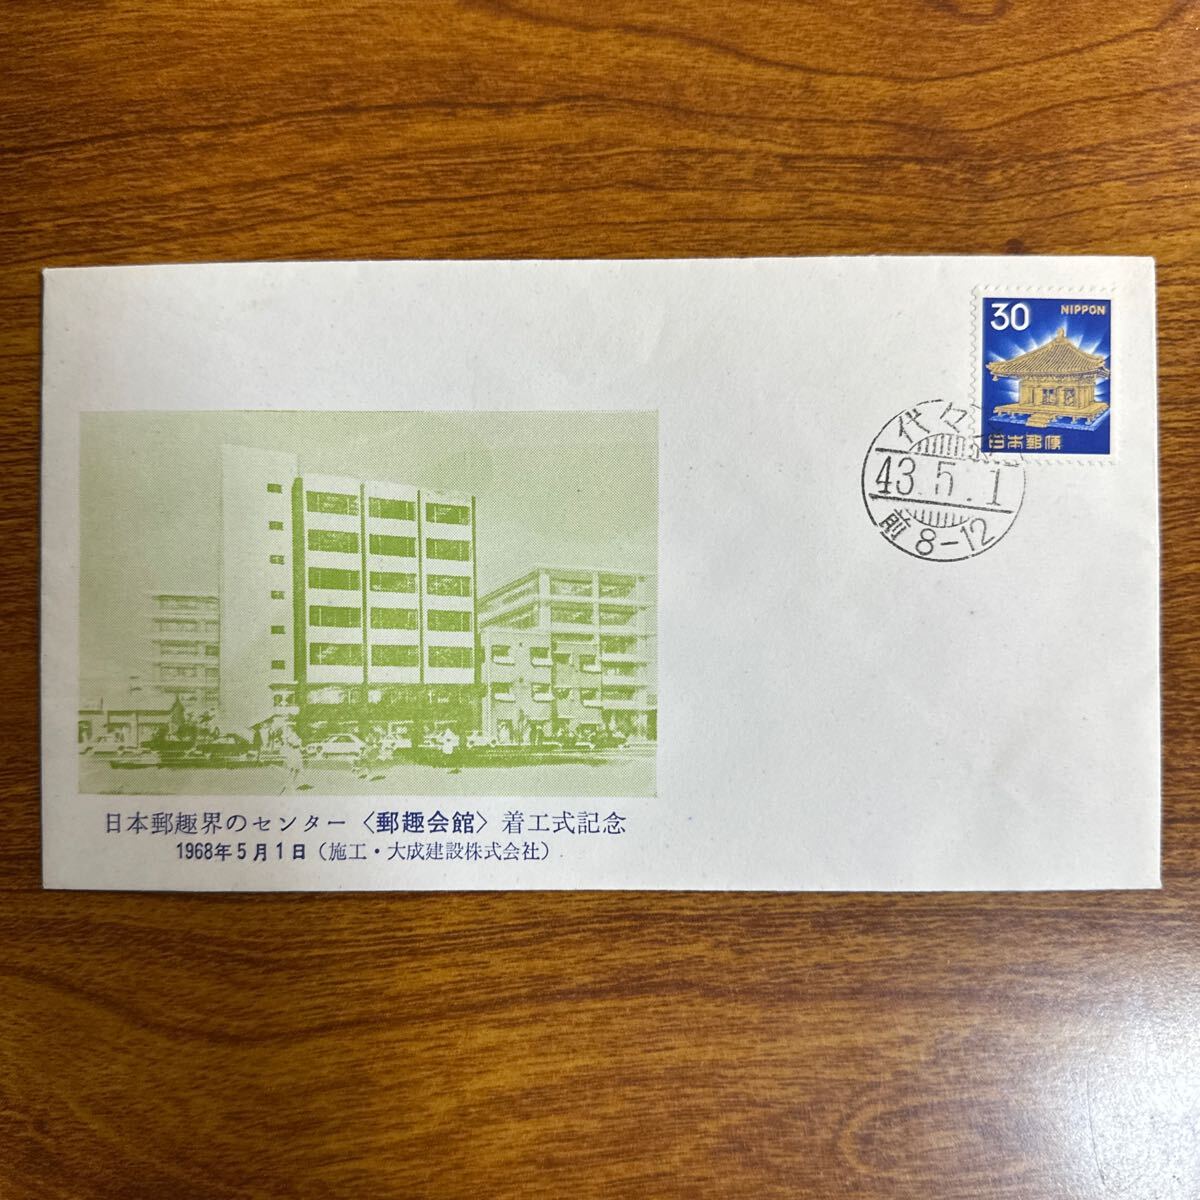 30 NIPPON
日本郵便
代々
43.5.1
前8-12
日本郵趣界のセンター〈郵趣会館〉着工式記念
1968年5月1日（施工・大成建設株式会社）